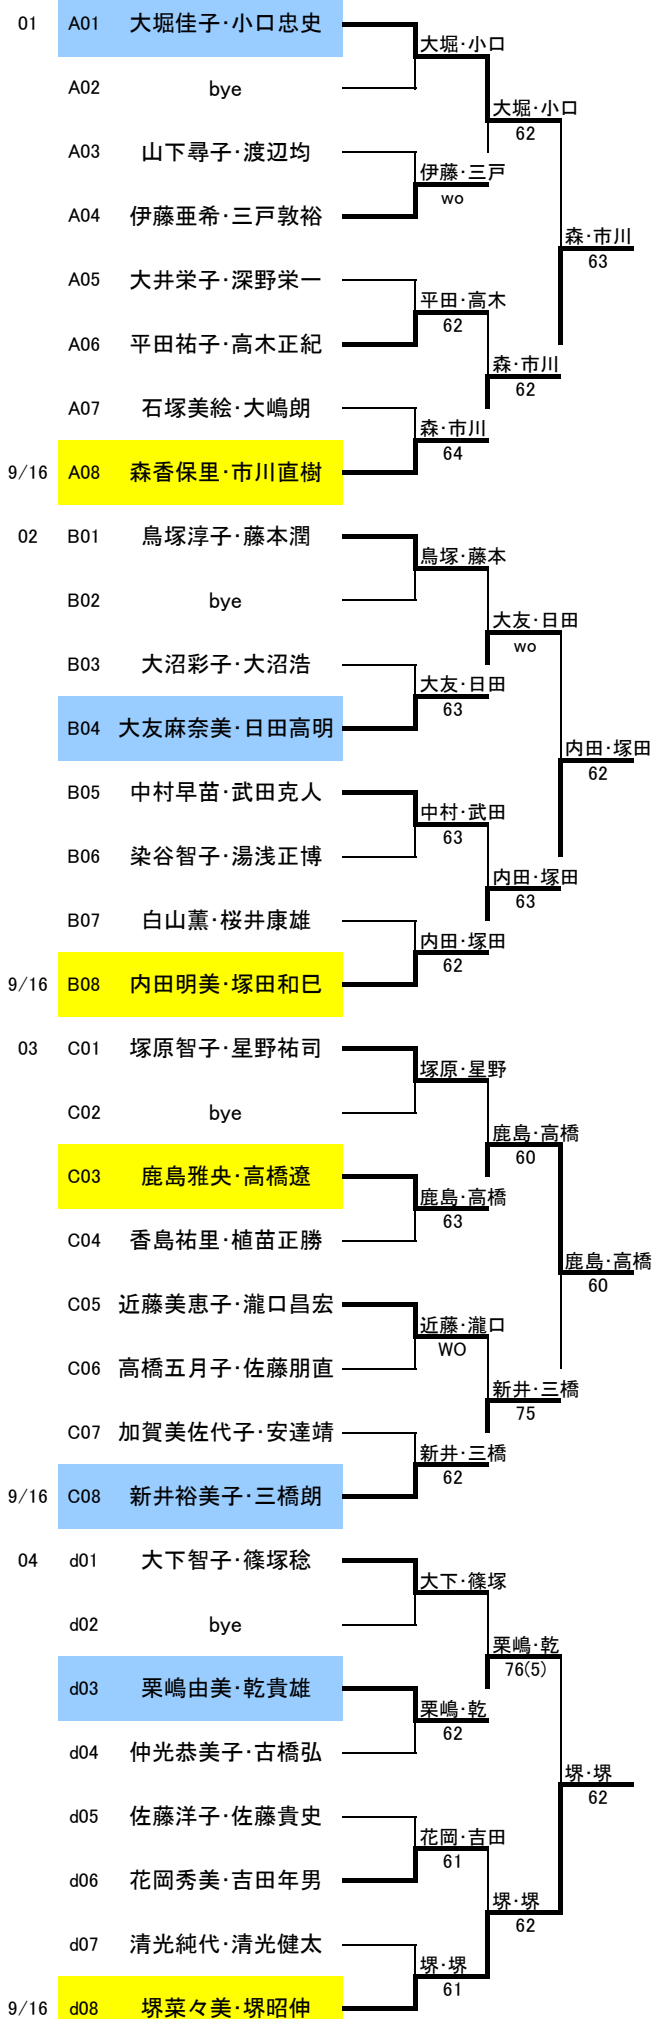 01 A01 大堀佳子・小口忠史
大堀・小口
A02 bye
大堀・小口
62
A03 山下尋子・渡辺均
伊藤・三戸
wo
A04 伊藤亜希・三戸敦裕
森・市川
63
A05 大井栄子・深野栄一
平田・高木
62
A06 平田祐子・高木正紀
森・市川
62
A07 石塚美絵・大嶋朗
森・市川
64
9/16 A08 森香保里・市川直樹
02 B01 鳥塚淳子・藤本潤
鳥塚・藤本
B02 bye
大友・日田
wo
B03 大沼彩子・大沼浩
大友・日田
63
B04 大友麻奈美・日田高明
内田・塚田
62
B05 中村早苗・武田克人
中村・武田
63
B06 染谷智子・湯浅正博
内田・塚田
63
B07 白山薫・桜井康雄
内田・塚田
62
9/16 B08 内田明美・塚田和巳
03 C01 塚原智子・星野祐司
塚原・星野
C02 bye
鹿島・高橋
60
C03 鹿島雅央・高橋遼
鹿島・高橋
63
C04 香島祐里・植苗正勝
鹿島・高橋
60
C05 近藤美恵子・瀧口昌宏
近藤・瀧口
WO
C06 高橋五月子・佐藤朋直
新井・三橋
75
C07 加賀美佐代子・安達靖
新井・三橋
62
9/16 C08 新井裕美子・三橋朗
04 d01 大下智子・篠塚稔
大下・篠塚
d02 bye
栗嶋・乾
76(5)
d03 栗嶋由美・乾貴雄
栗嶋・乾
62
d04 仲光恭美子・古橋弘
堺・堺
62
d05 佐藤洋子・佐藤貴史
花岡・吉田
61
d06 花岡秀美・吉田年男
堺・堺
62
d07 清光純代・清光健太
堺・堺
61
9/16 d08 堺菜々美・堺昭伸